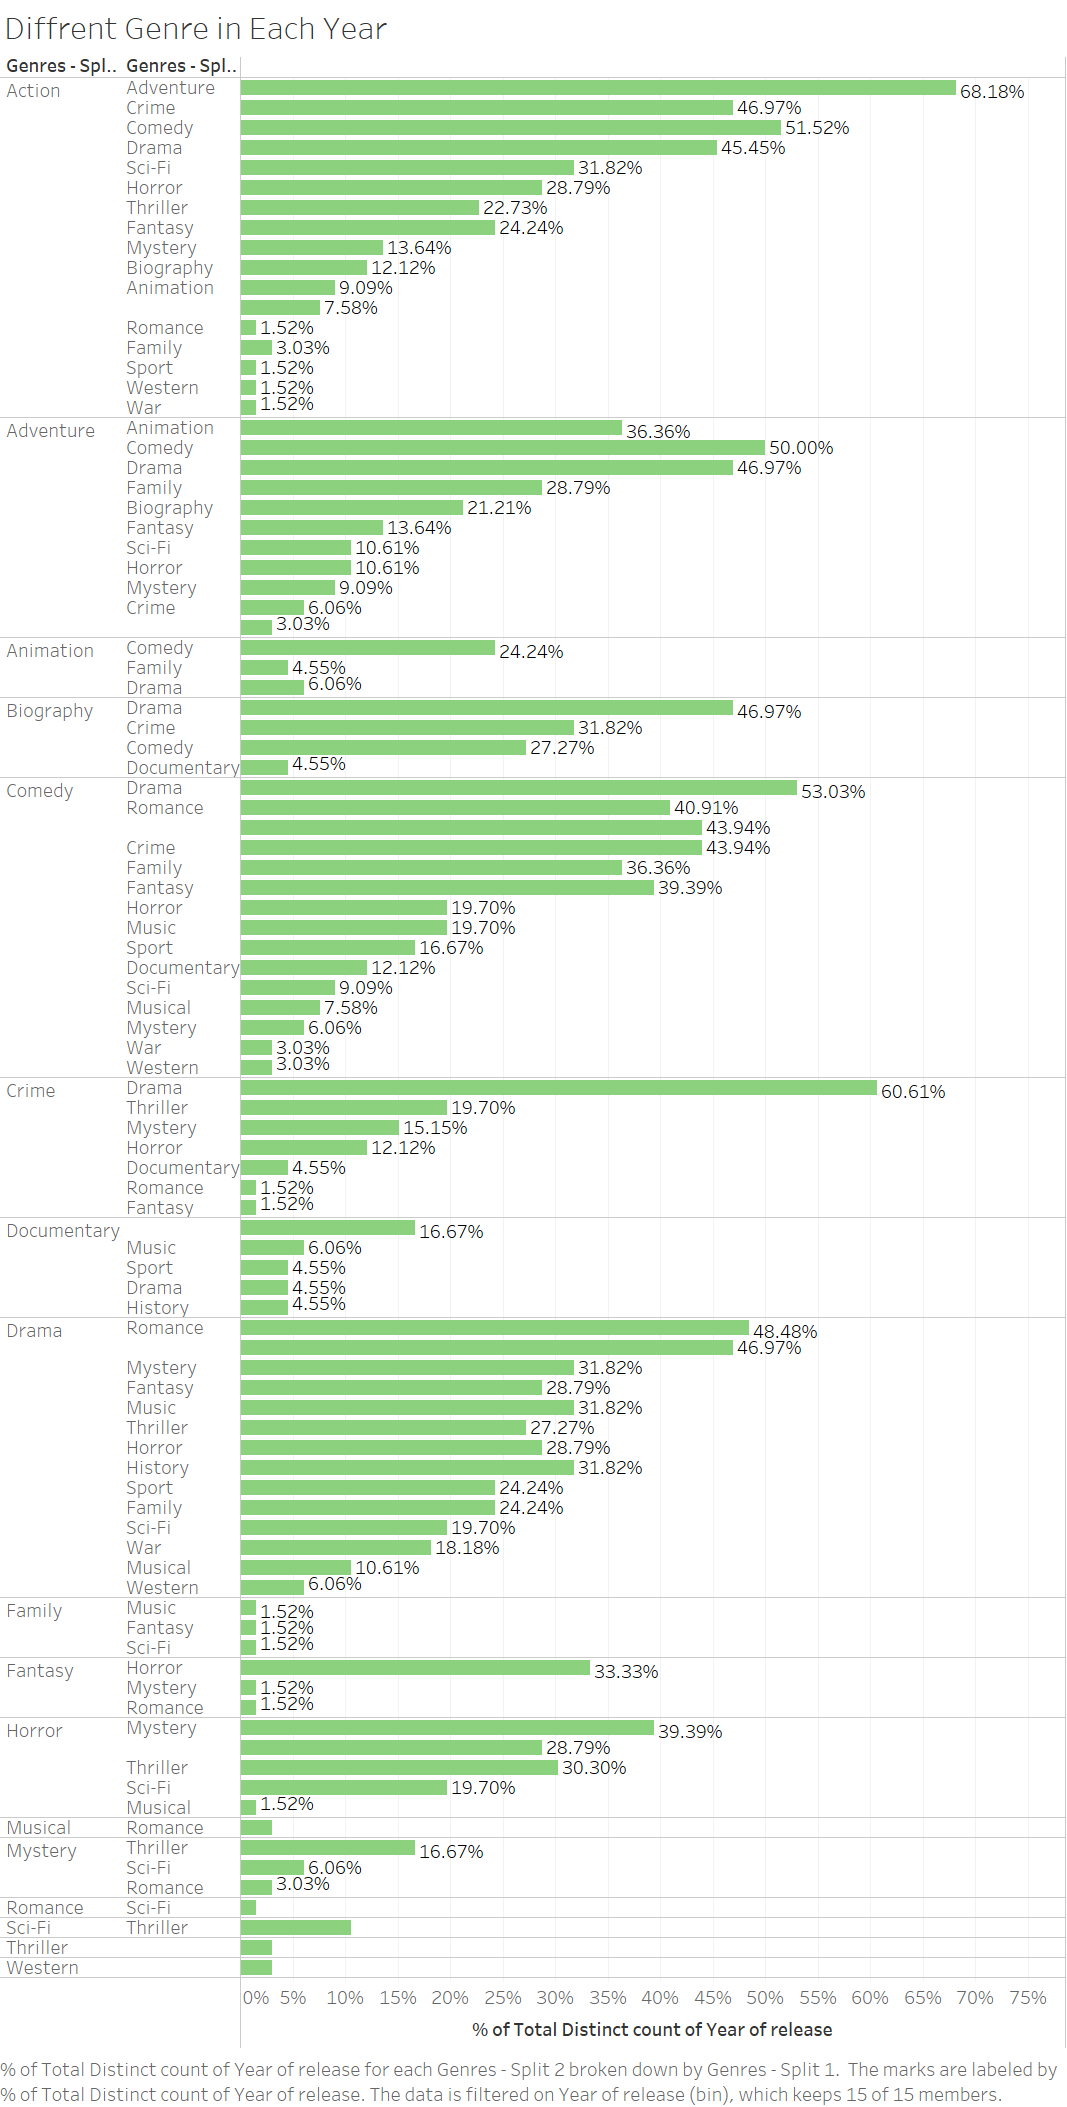 Diffrent Genre in Each Year
Genres - Spl.. Genres - Spl..
Action Adventure 68.18%
Crime 46.97%
Comedy 51.52%
Drama 45.45%
Sci-Fi 31.82%
Horror 28.79%
Thriller 22.73%
Fantasy 24.24%
Mystery 13.64%
Biography 12.12%
Animation 9.09%
7.58%
Romance 1.52%
Family 3.03%
Sport 1.52%
Western 1.52%
War 1.52%
Adventure Animation 36.36%
Comedy 50.00%
Drama 46.97%
Family 28.79%
Biography 21.21%
Fantasy 13.64%
Sci-Fi 10.61%
Horror 10.61%
Mystery 9.09%
Crime 6.06%
3.03%
Animation Comedy 24.24%
Family 4.55%
Drama 6.06%
Biography Drama 46.97%
Crime 31.82%
Comedy 27.27%
Documentary 4.55%
Comedy Drama 53.03%
Romance 40.91%
43.94%
Crime 43.94%
Family 36.36%
Fantasy 39.39%
Horror 19.70%
Music 19.70%
Sport 16.67%
Documentary 12.12%
Sci-Fi 9.09%
Musical 7.58%
Mystery 6.06%
War 3.03%
Western 3.03%
Crime Drama 60.61%
Thriller 19.70%
Mystery 15.15%
Horror 12.12%
Documentary 4.55%
Romance 1.52%
Fantasy 1.52%
Documentary 16.67%
Music 6.06%
Sport 4.55%
Drama 4.55%
History 4.55%
Drama Romance 48.48%
46.97%
Mystery 31.82%
Fantasy 28.79%
Music 31.82%
Thriller 27.27%
Horror 28.79%
History 31.82%
Sport 24.24%
Family 24.24%
Sci-Fi 19.70%
War 18.18%
Musical 10.61%
Western 6.06%
Family Music 1.52%
Fantasy 1.52%
Sci-Fi 1.52%
Fantasy Horror 33.33%
Mystery 1.52%
Romance 1.52%
Horror Mystery 39.39%
28.79%
Thriller 30.30%
Sci-Fi 19.70%
Musical 1.52%
Musical Romance
Mystery Thriller 16.67%
Sci-Fi 6.06%
Romance 3.03%
Romance Sci-Fi
Sci-Fi Thriller
Thriller
Western
0% 5% 10% 15% 20% 25% 30% 35% 40% 45% 50% 55% 60% 65% 70% 75%
% of Total Distinct count of Year of release
% of Total Distinct count of Year of release for each Genres - Split 2 broken down by Genres - Split 1. The marks are labeled by
% of Total Distinct count of Year of release. The data is filtered on Year of release (bin), which keeps 15 of 15 members.